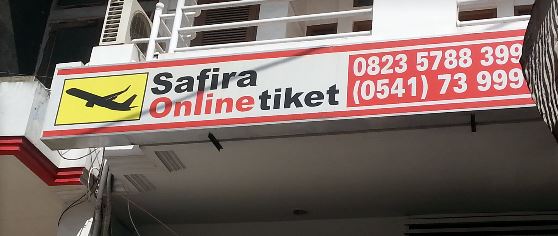 Safira
Online tiket
0823 5788 399
(0541) 73 999